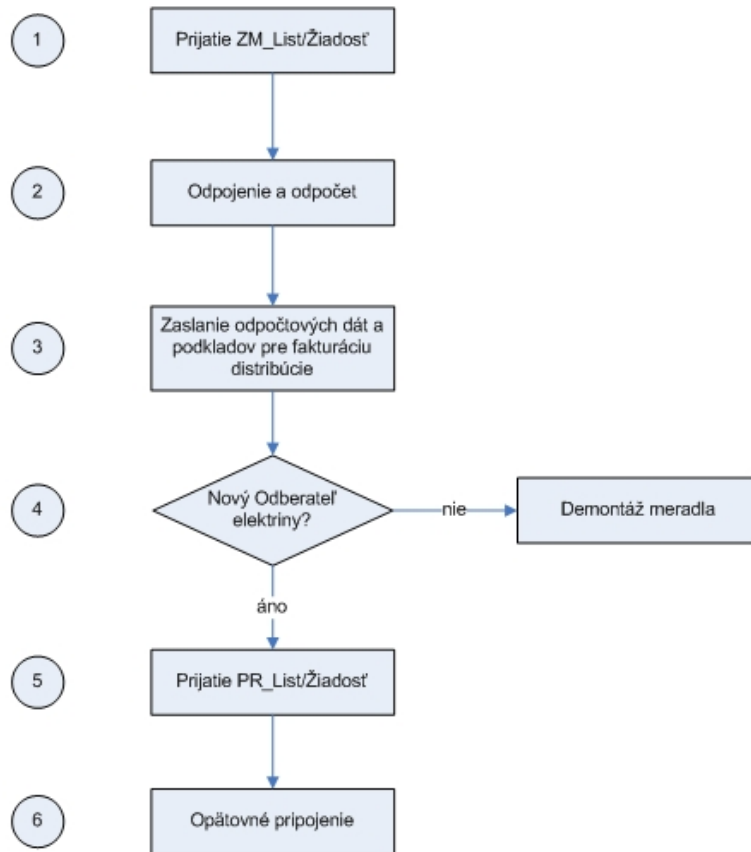 1
Prijatie ZM_List/Žiadosť
2
Odpojenie a odpočet
3
Zaslanie odpočtových dát a
podkladov pre fakturáciu
distribúcie
4
Nový Odberateľ
elektriny?
nie
Demontáž meradla
áno
5
Prijatie PR_List/Žiadosť
6
Opätovné pripojenie